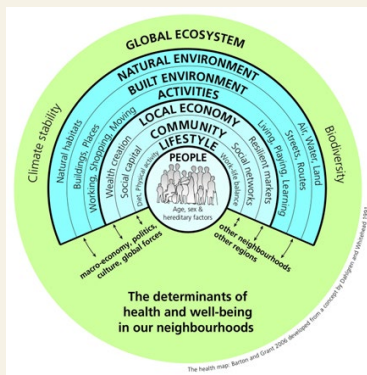 GLOBAL ECOSYSTEM
NATURAL ENVIRONMENT
BUILT ENVIRONMENT
ACTIVITIES
LOCAL ECONOMY
COMMUNITY
LIFESTYLE
PEOPLE
Climate stability
Biodiversity
Natural habitats
Air, Water, Land
Buildings, Places
Streets, Routes
Working, Shopping, Moving
Living, Playing, Learning
Wealth creation
Resilient markets
Social capital
Social networks
Diet, Physical activity
Work-life balance
Age, sex &
hereditary factors
macro-economy, politics,
culture, global forces
other neighbourhoods
other regions
The determinants of
health and well-being
in our neighbourhoods
The health map: Barton and Grant 2006 developed from a concept by Dahlgren and Whitehead 1991